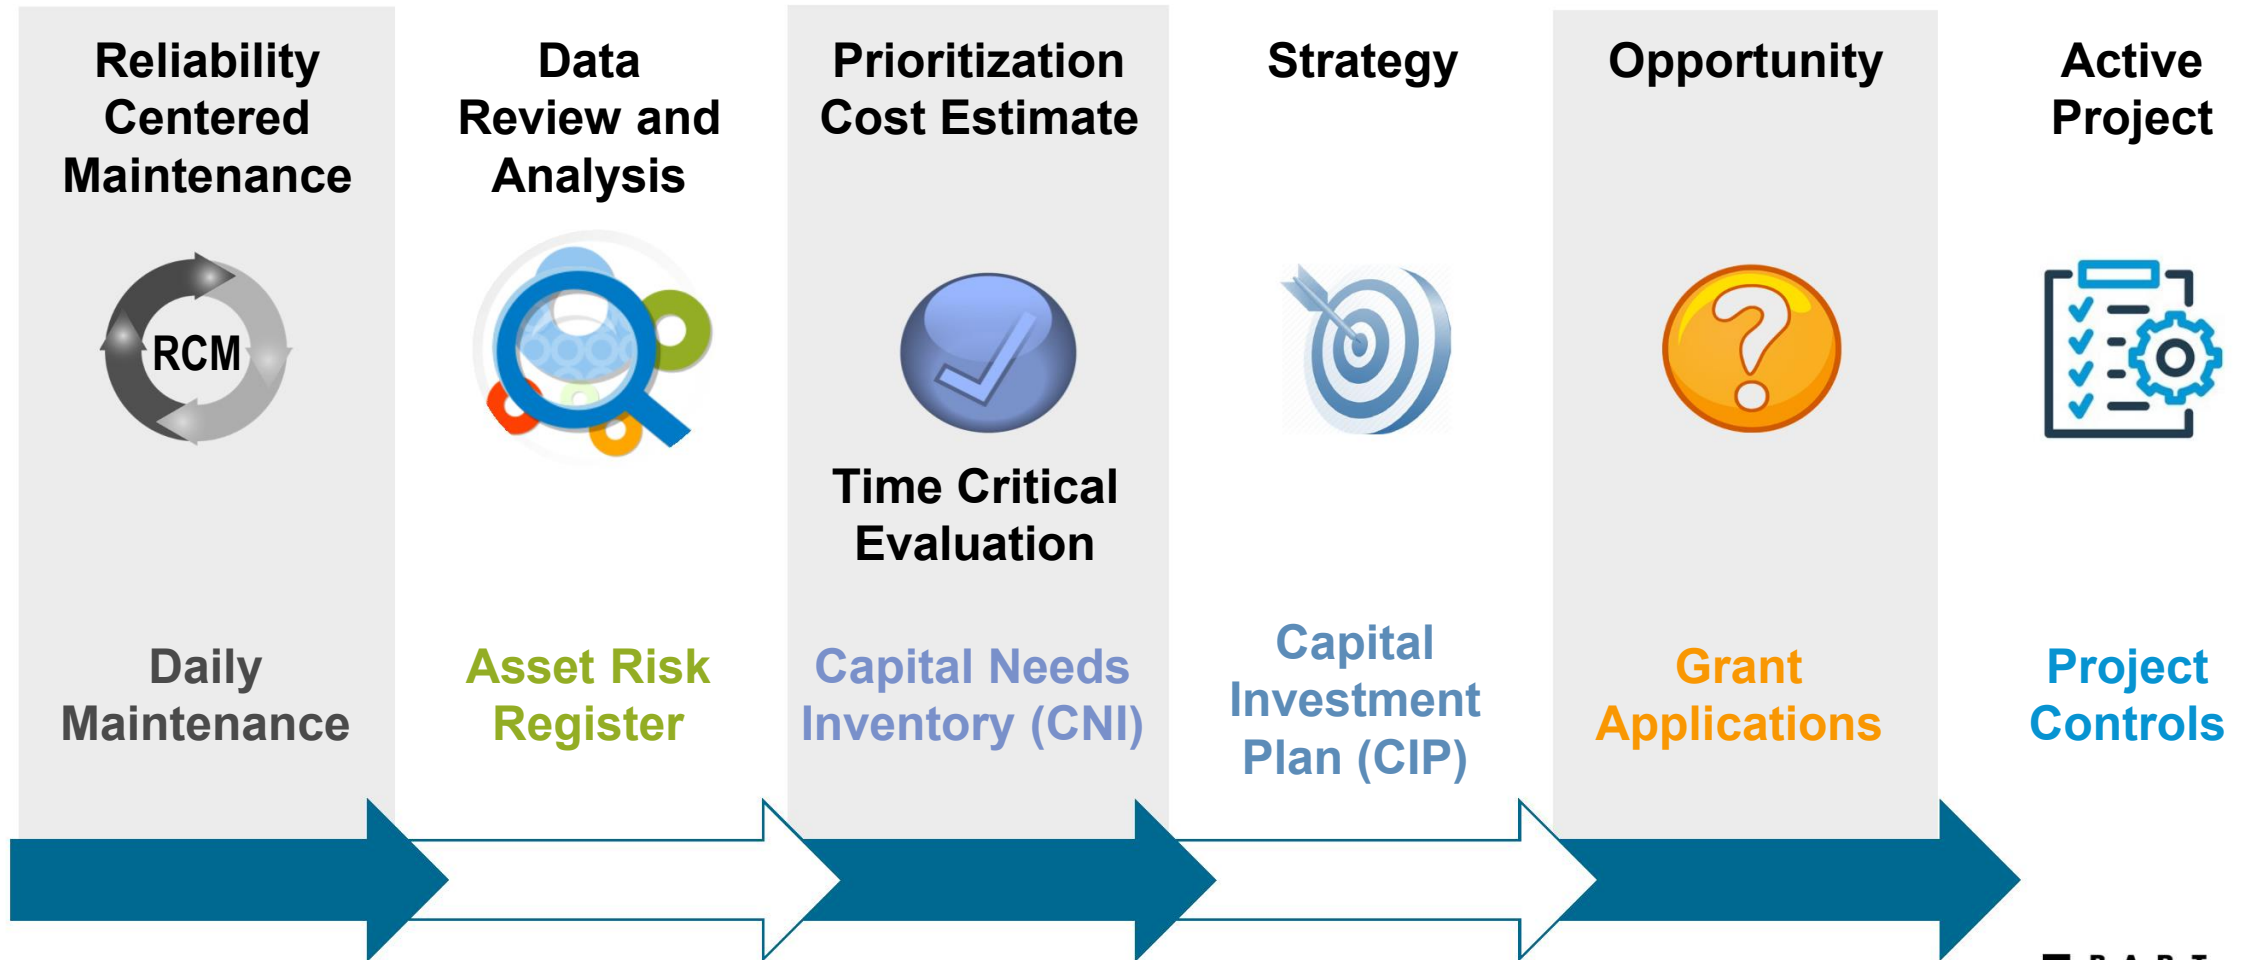 Reliability
Centered
Maintenance
RCM
Daily
Maintenance
Data
Review and
Analysis
Asset Risk
Register
Prioritization
Cost Estimate
Time Critical
Evaluation
Capital Needs
Inventory (CNI)
Strategy
Capital
Investment
Plan (CIP)
Opportunity
Grant
Applications
Active
Project
Project
Controls